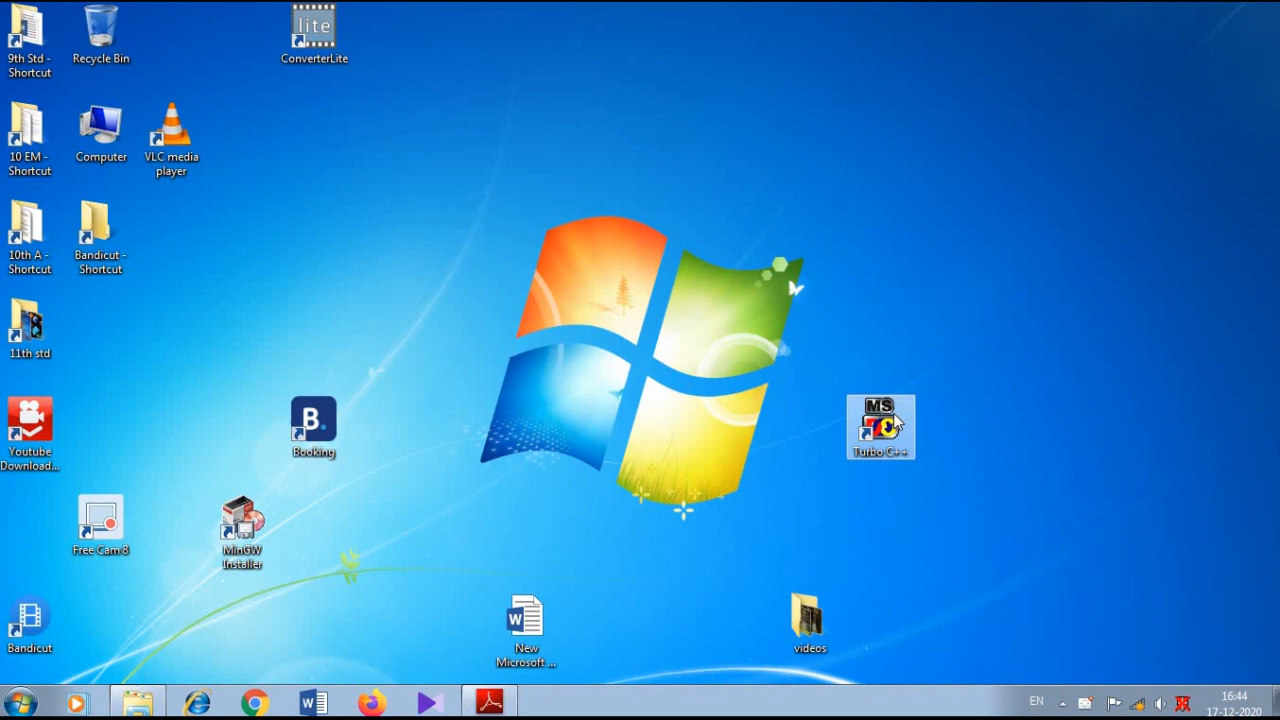 9th Std -
Shortcut
Recycle Bin
lite
ConverterLite
10 EM -
Shortcut
Computer
VLC media
player
10th A -
Shortcut
Bandicut -
Shortcut
11th std
Youtube
Download...
B.
Booking
MS
Turbo C++
Free Cam 8
MinGW
Installer
Bandicut
W
New
Microsoft ...
videos
W
EN
16:44
17-12-2020